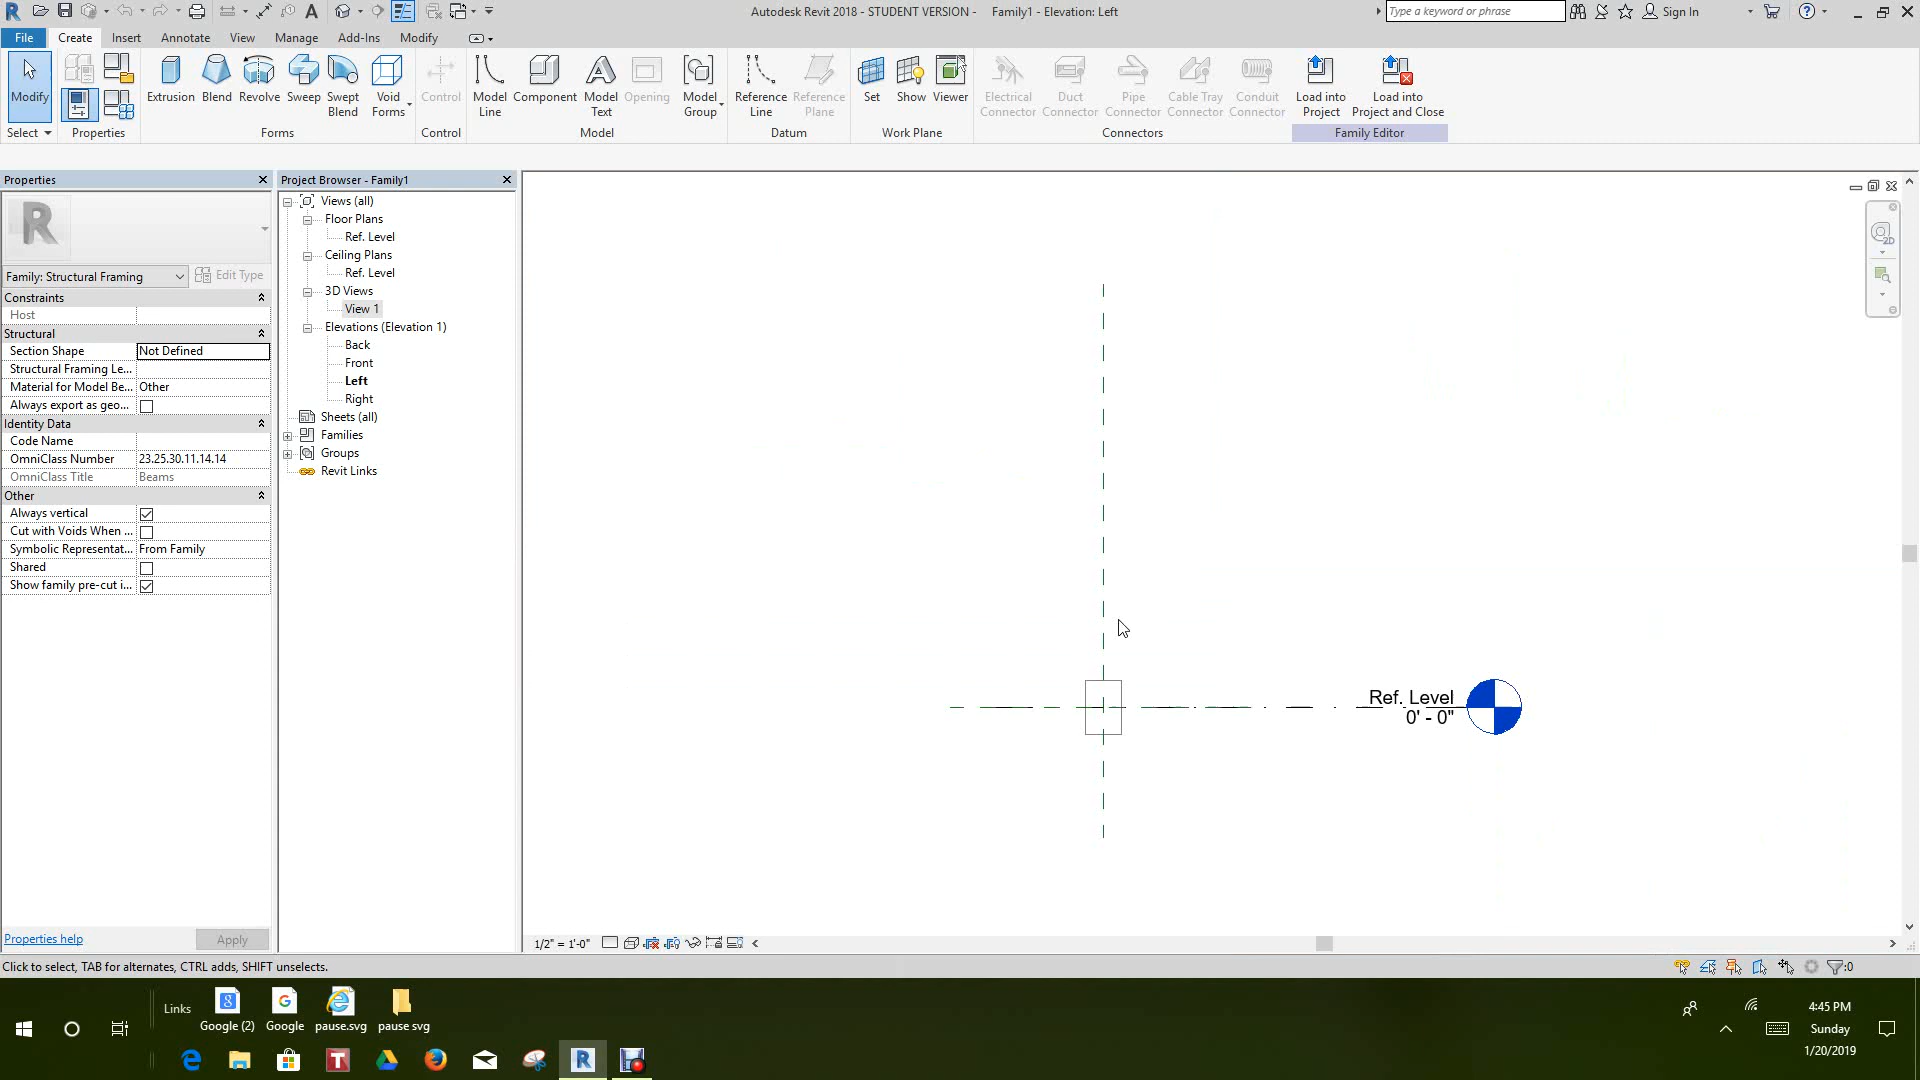 Autodesk Revit 2018 - STUDENT VERSION - Family1 - Elevation: Left
Type a keyword or phrase
Sign In
File Create Insert Annotate View Manage Add-Ins Modify
Modify
Extrusion Blend Revolve Sweep Swept Blend Void Forms
Control
Model Line Component Model Text Opening Model Group
Reference Line Reference Plane
Set Show Viewer
Electrical Connector Duct Connector Pipe Connector Cable Tray Connector Conduit Connector
Load into Project Load into Project and Close
Select Properties Forms Control Model Datum Work Plane Connectors Family Editor
Properties
Family: Structural Framing
Edit Type
Constraints
Host
Structural
Section Shape Not Defined
Structural Framing Le...
Material for Model Be... Other
Always export as geo...
Identity Data
Code Name
OmniClass Number 23.25.30.11.14.14
OmniClass Title Beams
Other
Always vertical
Cut with Voids When ...
Symbolic Representat... From Family
Shared
Show family pre-cut i...
Properties help
Apply
Project Browser - Family1
Views (all)
Floor Plans
Ref. Level
Ceiling Plans
Ref. Level
3D Views
View 1
Elevations (Elevation 1)
Back
Front
Left
Right
Sheets (all)
Families
Groups
Revit Links
2D
Ref. Level
0' - 0"
1/2" = 1'-0"
Click to select, TAB for alternates, CTRL adds, SHIFT unselects.
:0
Links
Google (2) Google pause.svg pause svg
4:45 PM
Sunday
1/20/2019